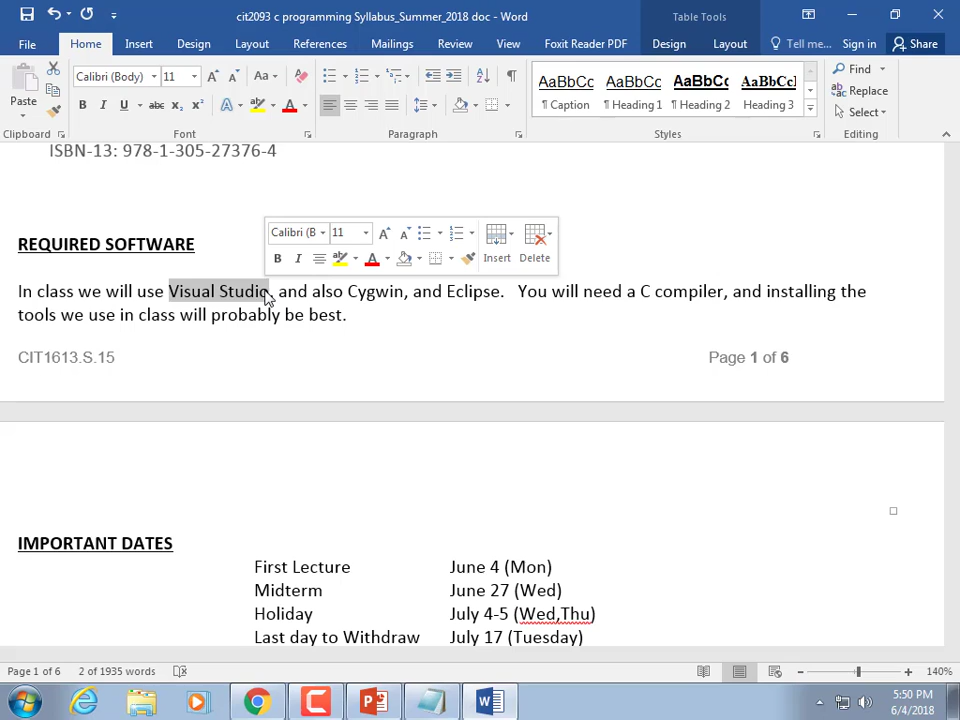 cit2093 c programming Syllabus_Summer_2018 doc - Word
Table Tools
File
Home
Insert
Design
Layout
References
Mailings
Review
View
Foxit Reader PDF
Design
Layout
Tell me...
Sign in
Share
Paste
Calibri (Body)
11
Clipboard
Font
Paragraph
AaBbCc
¶ Caption
AaBbCc
¶ Heading 1
AaBbCc
¶ Heading 2
AaBbCcI
Heading 3
Styles
Find
Replace
Select
Editing
ISBN-13: 978-1-305-27376-4
REQUIRED SOFTWARE
Calibri (B
11
Insert
Delete
In class we will use Visual Studio, and also Cygwin, and Eclipse. You will need a C compiler, and installing the
tools we use in class will probably be best.
CIT1613.S.15
Page 1 of 6
IMPORTANT DATES
First Lecture June 4 (Mon)
Midterm June 27 (Wed)
Holiday July 4-5 (Wed,Thu)
Last day to Withdraw July 17 (Tuesday)
Page 1 of 6
2 of 1935 words
140%
5:50 PM
6/4/2018